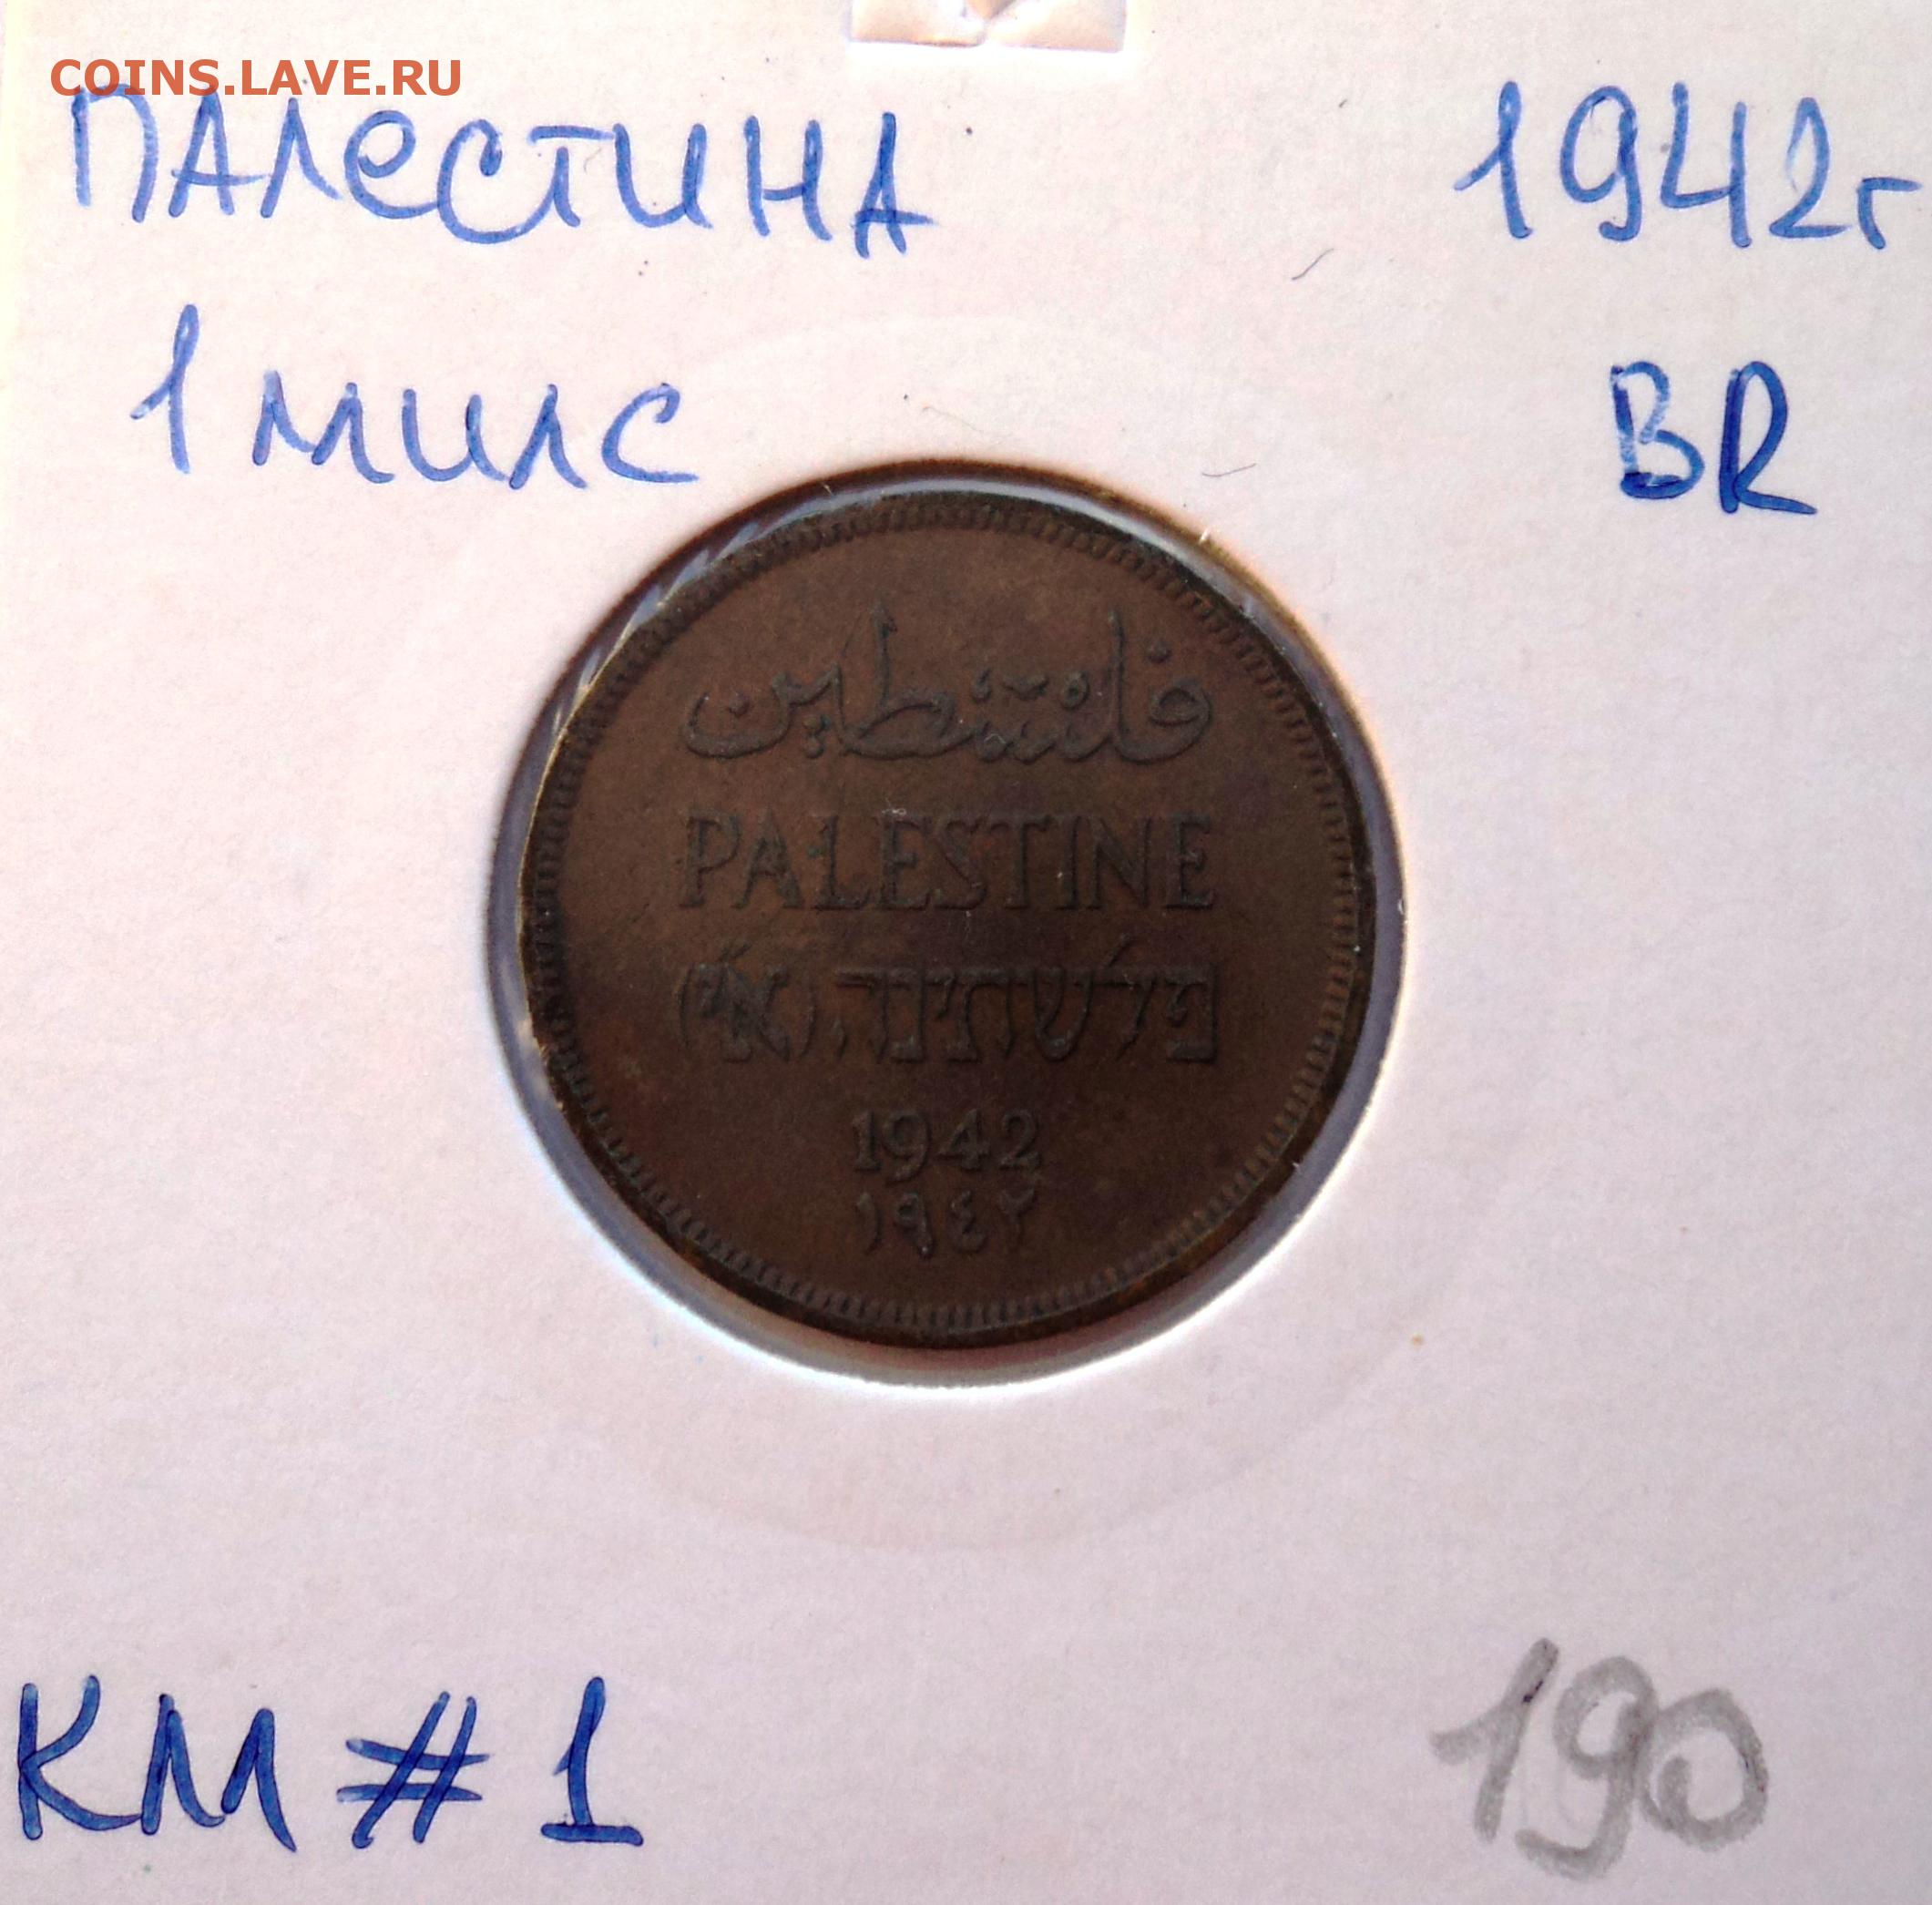 COINS.LAVE.RU
ПАЛЕСТИНА 1942г
1 милс BR
فلسطين
PALESTINE
פלשתינה (א״י)
1942
١٩٤٢
KM # 1 190